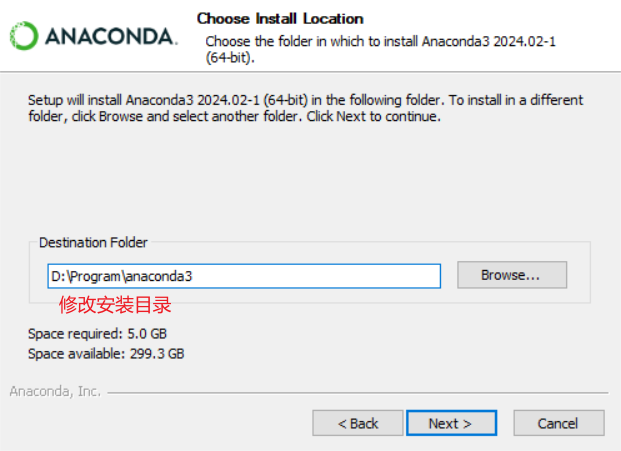 ANACONDA.
Choose Install Location
Choose the folder in which to install Anaconda3 2024.02-1
(64-bit).
Setup will install Anaconda3 2024.02-1 (64-bit) in the following folder. To install in a different
folder, click Browse and select another folder. Click Next to continue.
Destination Folder
D:\Program\anaconda3
Browse...
修改安装目录
Space required: 5.0 GB
Space available: 299.3 GB
Anaconda, Inc.
< Back
Next >
Cancel